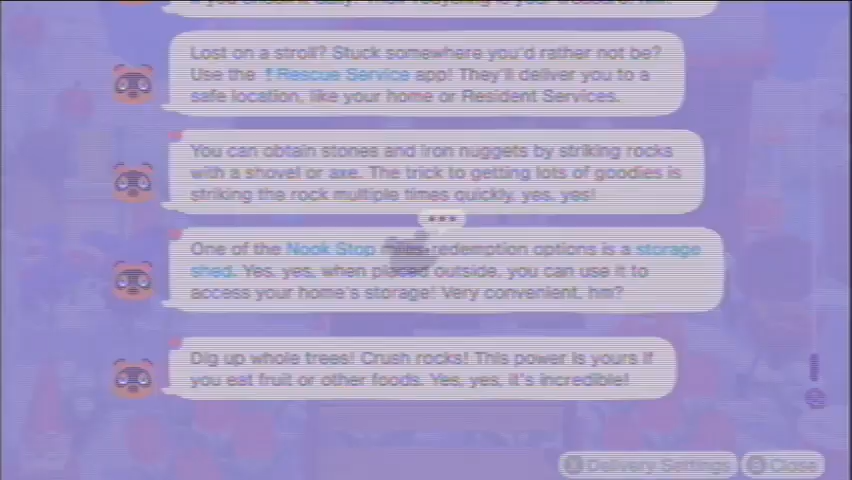 Lost on a stroll? Stuck somewhere you'd rather not be?
Use the Rescue Service app! They'll deliver you to a
safe location, like your home or Resident Services.
You can obtain stones and iron nuggets by striking rocks
with a shovel or axe. The trick to getting lots of goodies is
striking the rock multiple times quickly, yes, yes!
One of the Nook Stop miles-redemption options is a storage
shed. Yes, yes, when placed outside, you can use it to
access your home's storage! Very convenient, hm?
Dig up whole trees! Crush rocks! This power is yours if
you eat fruit or other foods. Yes, yes, it's incredible!
Delivery Settings
Close